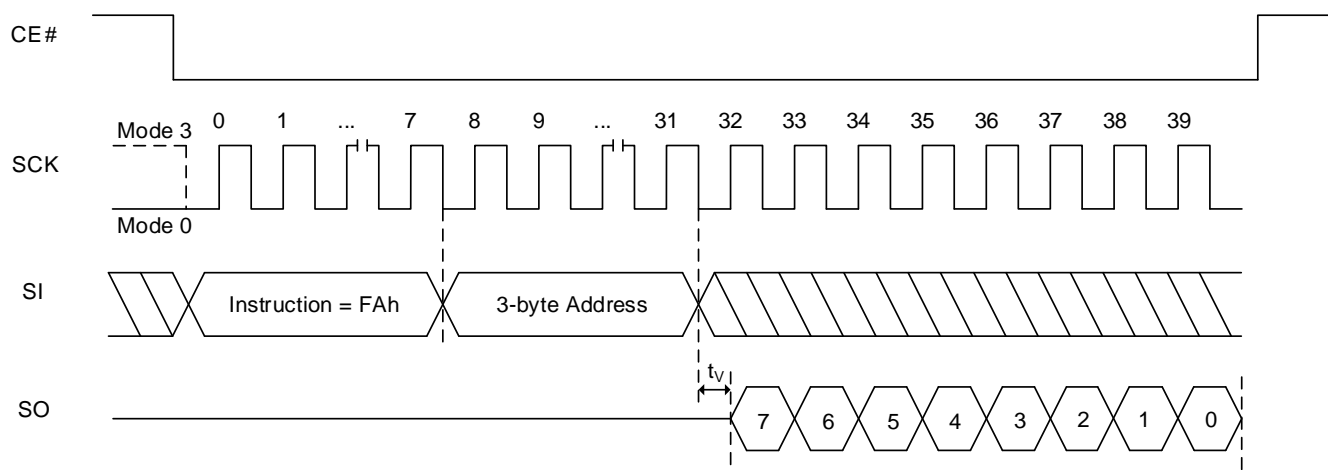 CE#
Mode 3
0 1 ... 7 8 9 ... 31 32 33 34 35 36 37 38 39
SCK
Mode 0
SI
Instruction = FAh
3-byte Address
tV
SO
7 6 5 4 3 2 1 0